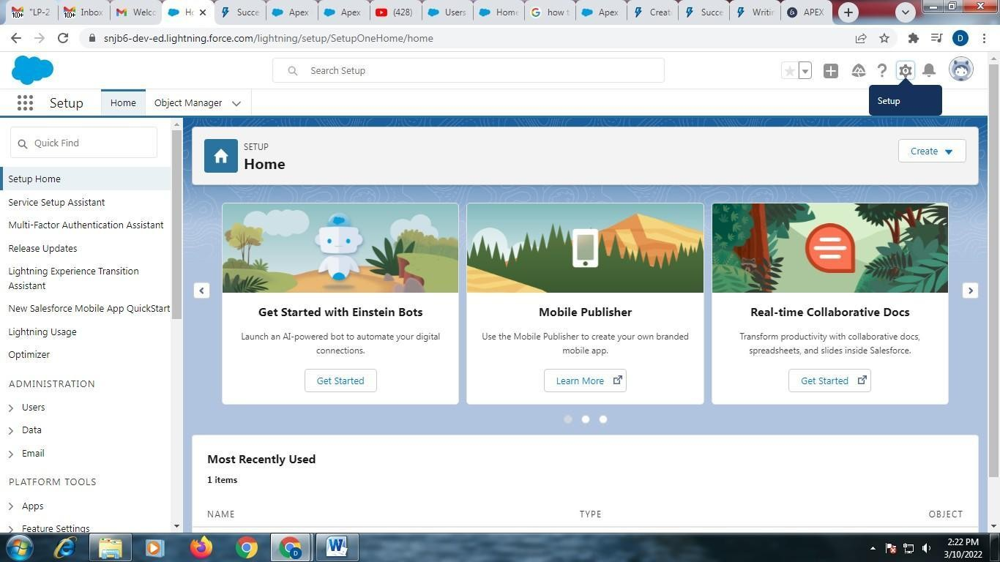 "LP-2
Inbox
Welco
Ho
Succe
Apex
Apex
(428)
Users
Home
how t
Apex
Create
Succe
Writin
APEX
snjb6-dev-ed.lightning.force.com/lightning/setup/SetupOneHome/home
D
Search Setup
Setup
Home
Object Manager
Setup
Quick Find
SETUP
Home
Create
Setup Home
Service Setup Assistant
Multi-Factor Authentication Assistant
Release Updates
Lightning Experience Transition
Assistant
New Salesforce Mobile App QuickStart
Lightning Usage
Optimizer
ADMINISTRATION
Users
Data
Email
PLATFORM TOOLS
Apps
Feature Settings
Get Started with Einstein Bots
Launch an AI-powered bot to automate your digital
connections.
Get Started
Mobile Publisher
Use the Mobile Publisher to create your own branded
mobile app.
Learn More
Real-time Collaborative Docs
Transform productivity with collaborative docs,
spreadsheets, and slides inside Salesforce.
Get Started
Most Recently Used
1 items
NAME
TYPE
OBJECT
2:22 PM
3/10/2022